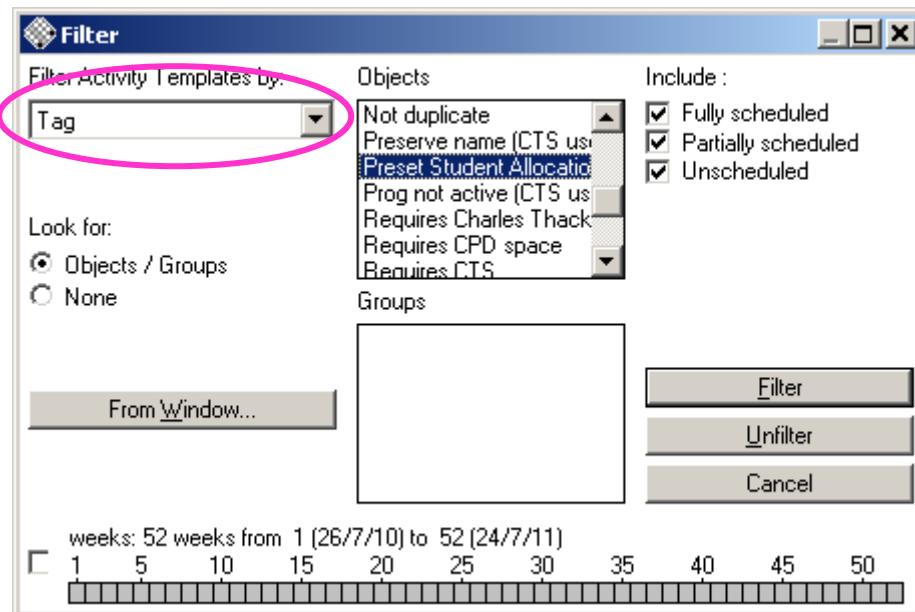 Filter
Filter Activity Templates by:
Tag
Look for:
Objects / Groups
None
From Window...
Objects
Not duplicate
Preserve name (CTS use
Preset Student Allocatio
Prog not active (CTS us
Requires Charles Thack
Requires CPD space
Requires CTS
Groups
Include :
Fully scheduled
Partially scheduled
Unscheduled
Filter
Unfilter
Cancel
weeks: 52 weeks from 1 (26/7/10) to 52 (24/7/11)
1 5 10 15 20 25 30 35 40 45 50